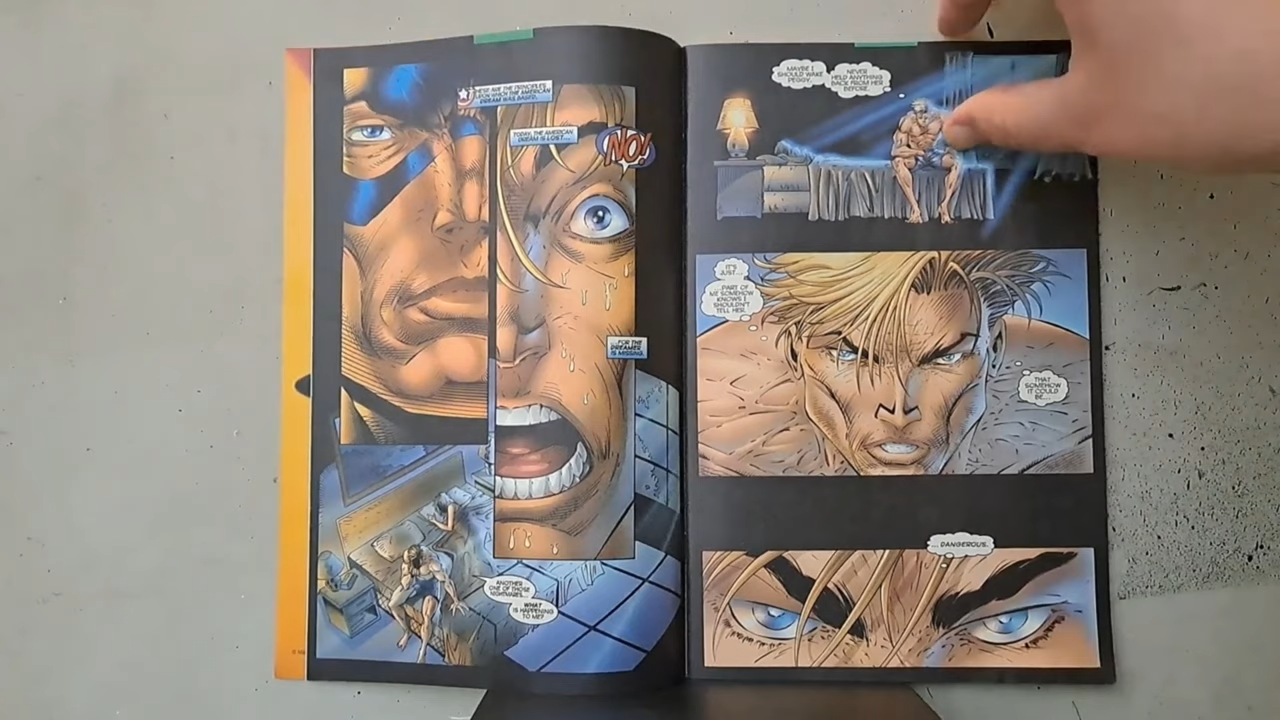 THESE ARE THE PRINCIPLES
UPON WHICH THE AMERICAN
DREAM WAS BASED.
TODAY, THE AMERICAN
DREAM IS LOST...
NO!
...FOR THE
DREAMER
IS MISSING.
ANOTHER
ONE OF THOSE
NIGHTMARES...
WHAT
IS HAPPENING
TO ME?
MAYBE I
SHOULD WAKE
PEGGY.
NEVER
HELD ANYTHING
BACK FROM HER
BEFORE.
IT'S
JUST...
...PART OF
ME SOMEHOW
KNOWS I
SHOULDN'T
TELL HER.
THAT
SOMEHOW
IT COULD
BE...
...DANGEROUS.